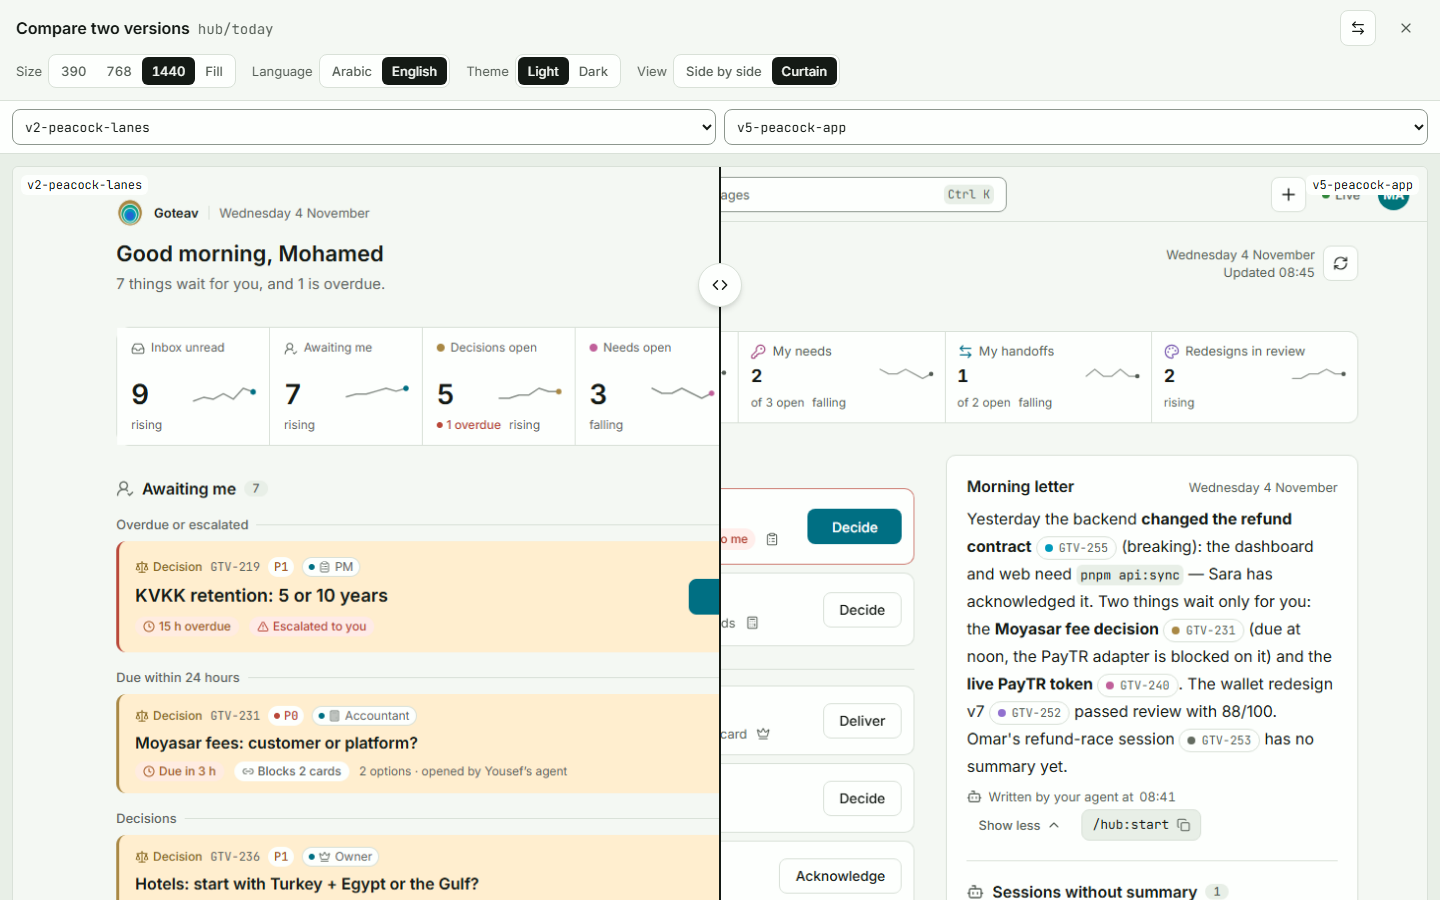 Compare two versions hub/today
Size 390 768 1440 Fill Language Arabic English Theme Light Dark View Side by side Curtain
v2-peacock-lanes
v5-peacock-app
v2-peacock-lanes
Goteav Wednesday 4 November
Good morning, Mohamed
7 things wait for you, and 1 is overdue.
Inbox unread
9
rising
Awaiting me
7
rising
Decisions open
5
1 overdue rising
Needs open
3
falling
Awaiting me 7
Overdue or escalated
Decision GTV-219 P1 PM
KVKK retention: 5 or 10 years
15 h overdue Escalated to you
Due within 24 hours
Decision GTV-231 P0 Accountant
Moyasar fees: customer or platform?
Due in 3 h Blocks 2 cards 2 options · opened by Yousef's agent
Decisions
Decision GTV-236 P1 Owner
Hotels: start with Turkey + Egypt or the Gulf?
ages Ctrl K
Live
v5-peacock-app
Wednesday 4 November
Updated 08:45
My needs
2
of 3 open falling
My handoffs
1
of 2 open falling
Redesigns in review
2
rising
o me
Decide
ds
Decide
card
Deliver
Decide
Acknowledge
Morning letter Wednesday 4 November
Yesterday the backend changed the refund
contract GTV-255 (breaking): the dashboard
and web need pnpm api:sync — Sara has
acknowledged it. Two things wait only for you:
the Moyasar fee decision GTV-231 (due at
noon, the PayTR adapter is blocked on it) and the
live PayTR token GTV-240. The wallet redesign
v7 GTV-252 passed review with 88/100.
Omar's refund-race session GTV-253 has no
summary yet.
Written by your agent at 08:41
Show less /hub:start
Sessions without summary 1